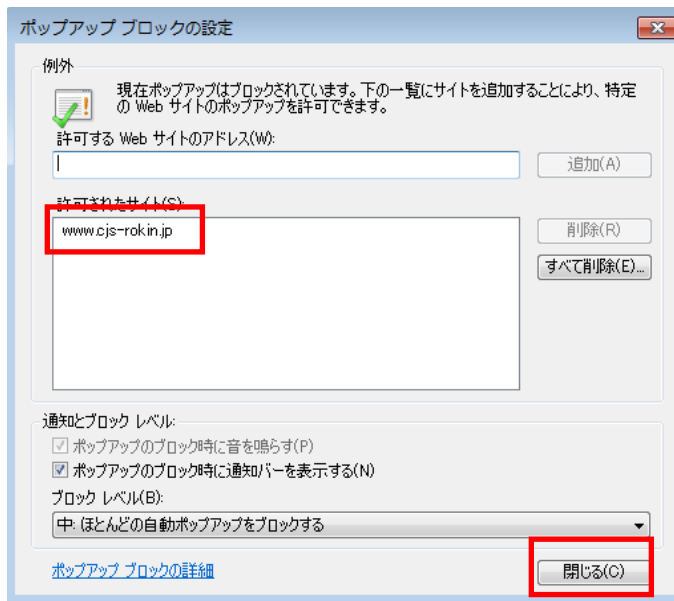 ポップアップ ブロックの設定
例外
現在ポップアップはブロックされています。下の一覧にサイトを追加することにより、特定
の Web サイトのポップアップを許可できます。
許可する Web サイトのアドレス(W):
追加(A)
許可されたサイト(S):
www.cjs-rokin.jp
削除(R)
すべて削除(E)...
通知とブロック レベル:
ポップアップのブロック時に音を鳴らす(P)
ポップアップのブロック時に通知バーを表示する(N)
ブロック レベル(B):
中: ほとんどの自動ポップアップをブロックする
ポップアップ ブロックの詳細
閉じる(C)